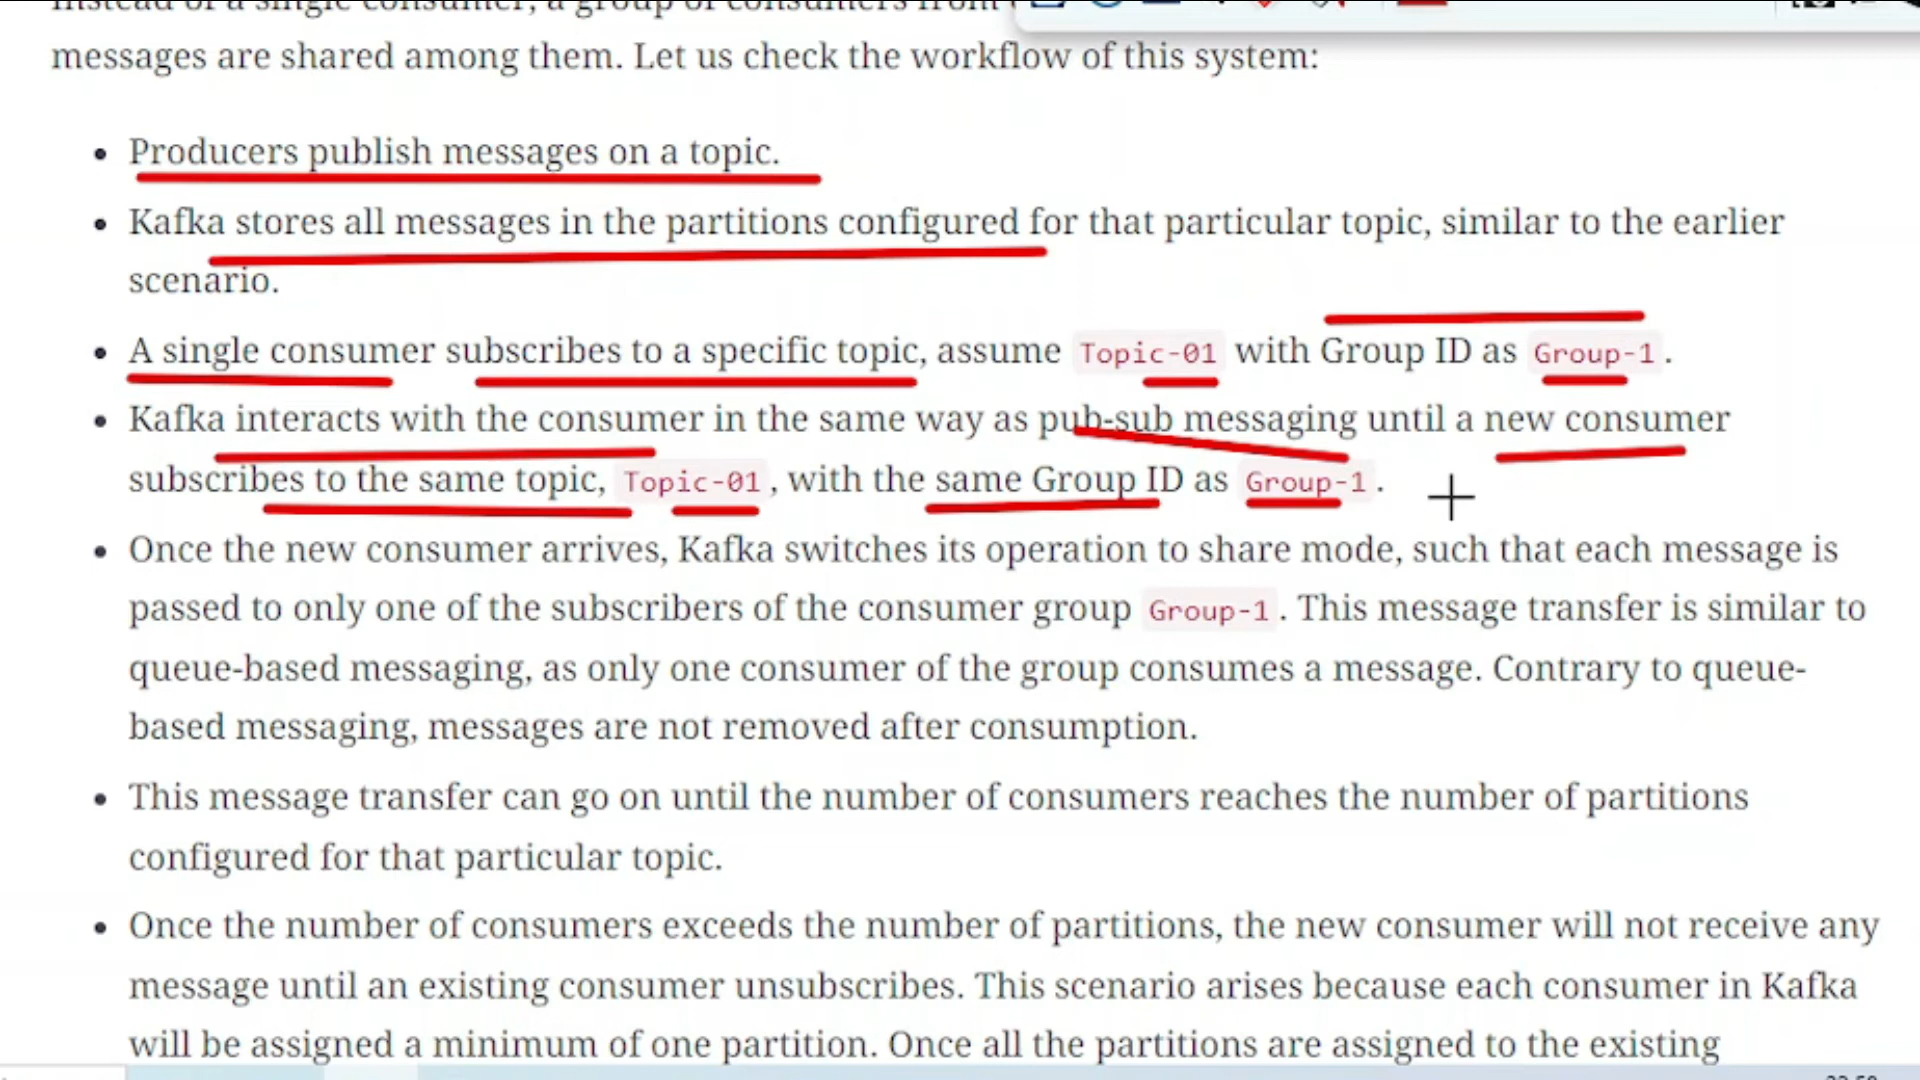 Instead of a single consumer, a group of consumers from
messages are shared among them. Let us check the workflow of this system:
• Producers publish messages on a topic.
• Kafka stores all messages in the partitions configured for that particular topic, similar to the earlier
scenario.
• A single consumer subscribes to a specific topic, assume Topic-01 with Group ID as Group-1.
• Kafka interacts with the consumer in the same way as pub-sub messaging until a new consumer
subscribes to the same topic, Topic-01, with the same Group ID as Group-1.
• Once the new consumer arrives, Kafka switches its operation to share mode, such that each message is
passed to only one of the subscribers of the consumer group Group-1. This message transfer is similar to
queue-based messaging, as only one consumer of the group consumes a message. Contrary to queue-
based messaging, messages are not removed after consumption.
• This message transfer can go on until the number of consumers reaches the number of partitions
configured for that particular topic.
• Once the number of consumers exceeds the number of partitions, the new consumer will not receive any
message until an existing consumer unsubscribes. This scenario arises because each consumer in Kafka
will be assigned a minimum of one partition. Once all the partitions are assigned to the existing